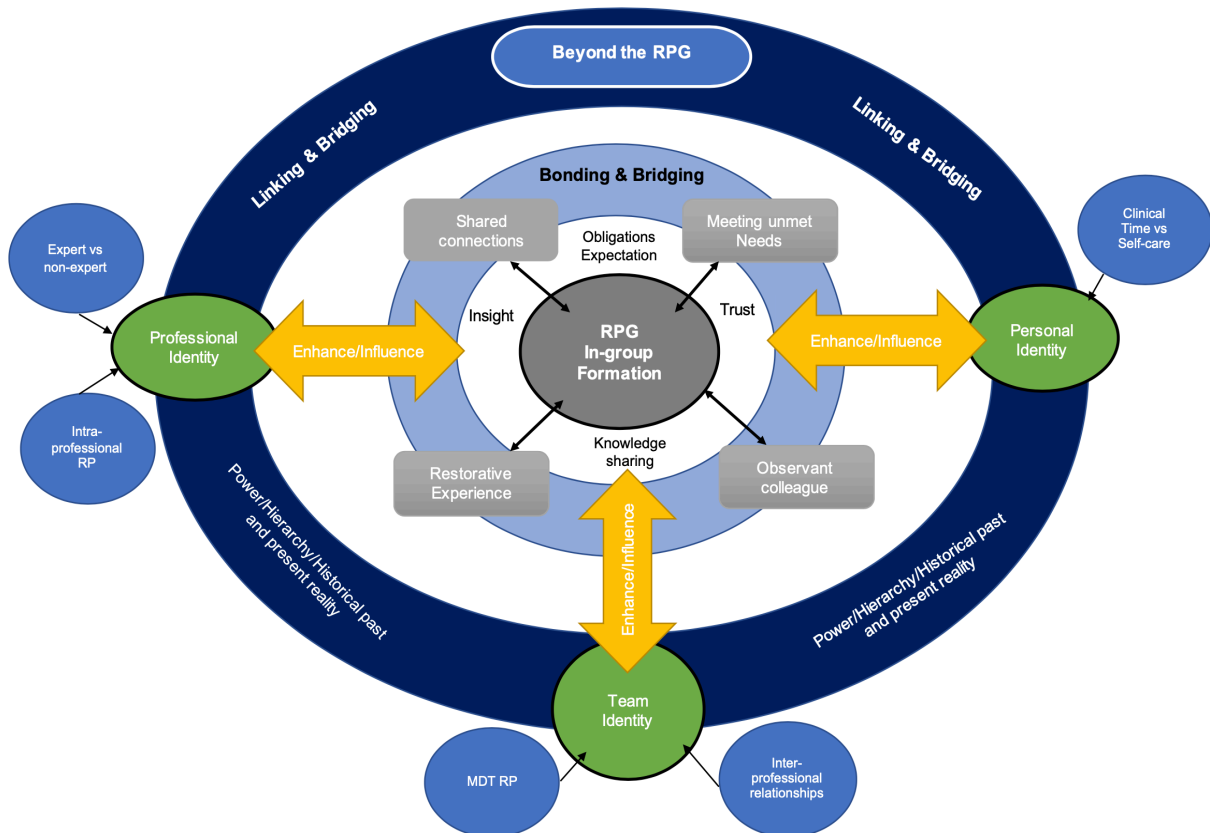 Beyond the RPG
Linking & Bridging
Linking & Bridging
Bonding & Bridging
Shared
connections
Meeting unmet
Needs
Clinical
Time vs
Self-care
Expert vs
non-expert
Obligations
Expectation
Insight
Trust
Professional
Identity
Enhance/Influence
RPG
In-group
Formation
Enhance/Influence
Personal
Identity
Intra-
professional
RP
Knowledge
sharing
Restorative
Experience
Observant
colleague
Power/Hierarchy/Historical past
and present reality
Enhance/Influence
Power/Hierarchy/Historical past
and present reality
Team
Identity
MDT RP
Inter-
professional
relationships